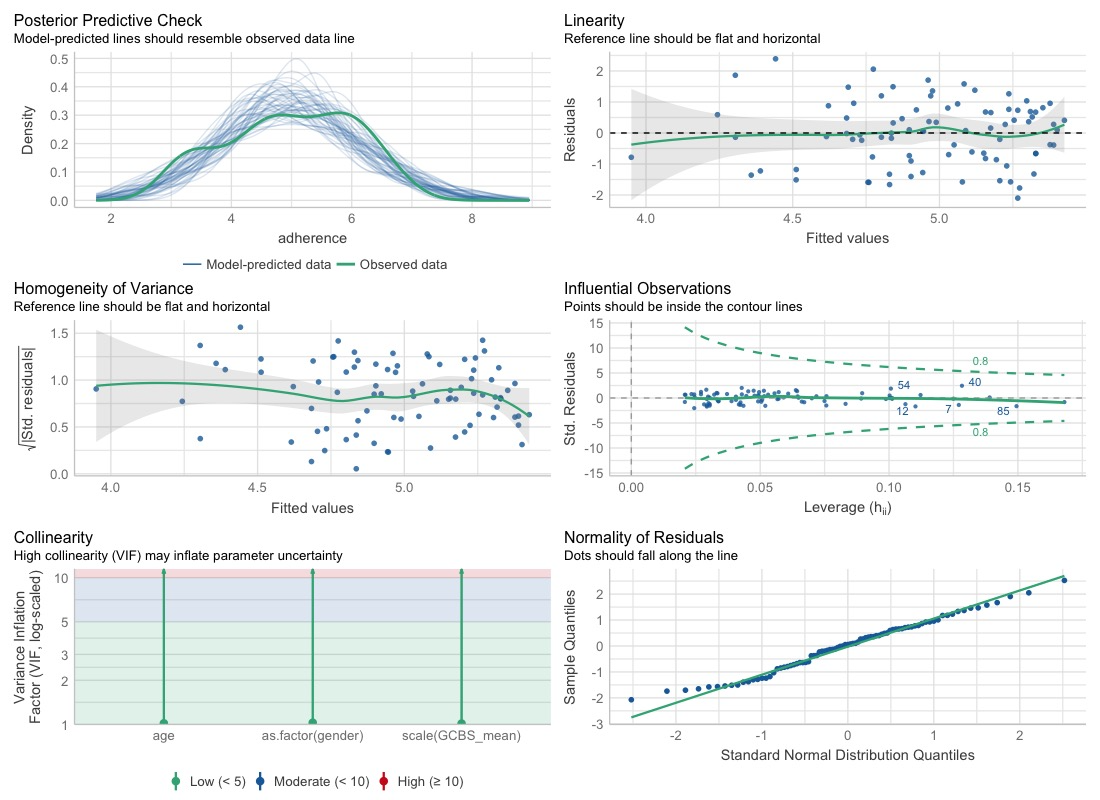 Posterior Predictive Check
Model-predicted lines should resemble observed data line
0.5
0.4
0.3
0.2
0.1
0.0
Density
2 4 6 8
adherence
Model-predicted data Observed data
Linearity
Reference line should be flat and horizontal
2
1
0
-1
-2
Residuals
4.0 4.5 5.0
Fitted values
Homogeneity of Variance
Reference line should be flat and horizontal
1.5
1.0
0.5
0.0
√|Std. residuals|
4.0 4.5 5.0
Fitted values
Influential Observations
Points should be inside the contour lines
15
10
5
0
-5
-10
-15
Std. Residuals
0.8
54 40
12 7 85
0.8
0.00 0.05 0.10 0.15
Leverage (hii)
Collinearity
High collinearity (VIF) may inflate parameter uncertainty
10
5
3
2
1
Variance Inflation
Factor (VIF, log-scaled)
age as.factor(gender) scale(GCBS_mean)
Low (< 5) Moderate (< 10) High (≥ 10)
Normality of Residuals
Dots should fall along the line
2
1
0
-1
-2
-3
Sample Quantiles
-2 -1 0 1 2
Standard Normal Distribution Quantiles